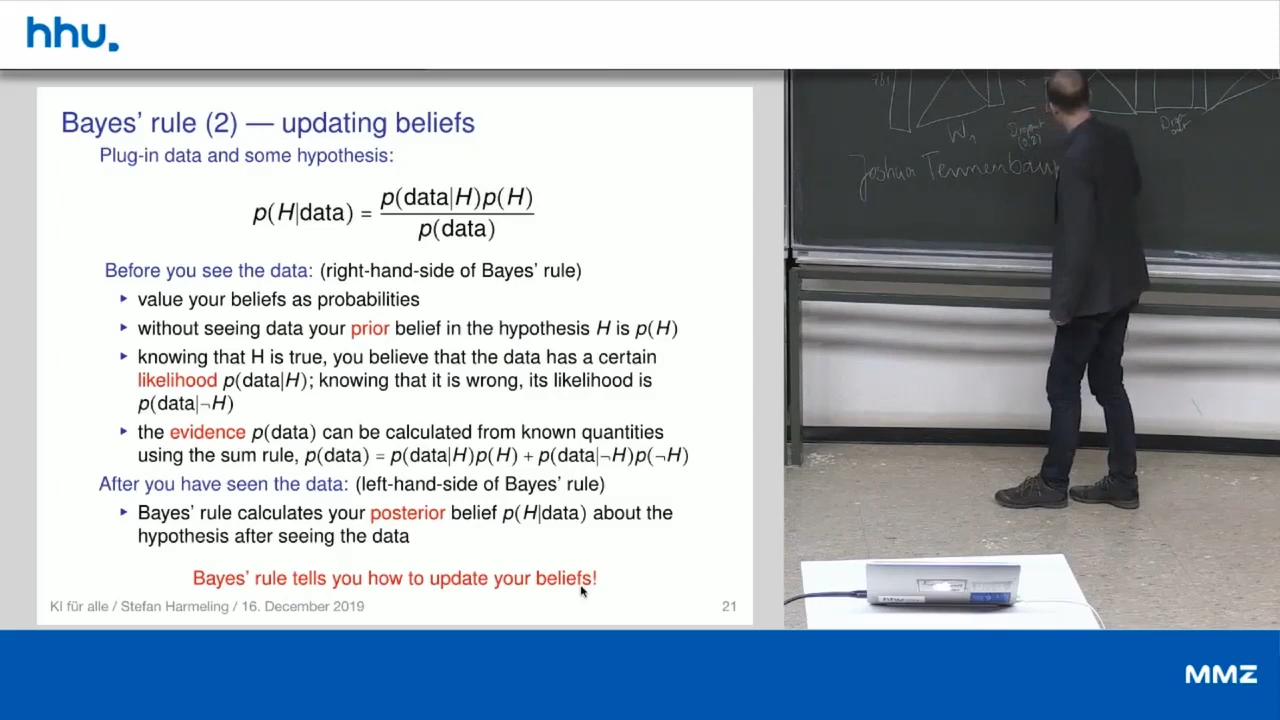 hhu.
Bayes' rule (2) — updating beliefs
Plug-in data and some hypothesis:
p(H|data) = p(data|H)p(H) / p(data)
Before you see the data: (right-hand-side of Bayes' rule)
‣ value your beliefs as probabilities
‣ without seeing data your prior belief in the hypothesis H is p(H)
‣ knowing that H is true, you believe that the data has a certain
likelihood p(data|H); knowing that it is wrong, its likelihood is
p(data|¬H)
‣ the evidence p(data) can be calculated from known quantities
using the sum rule, p(data) = p(data|H)p(H) + p(data|¬H)p(¬H)
After you have seen the data: (left-hand-side of Bayes' rule)
‣ Bayes' rule calculates your posterior belief p(H|data) about the
hypothesis after seeing the data
Bayes' rule tells you how to update your beliefs!
KI für alle / Stefan Harmeling / 16. December 2019
21
W₁
Joshua Tennenbaum
hhu
MMZ